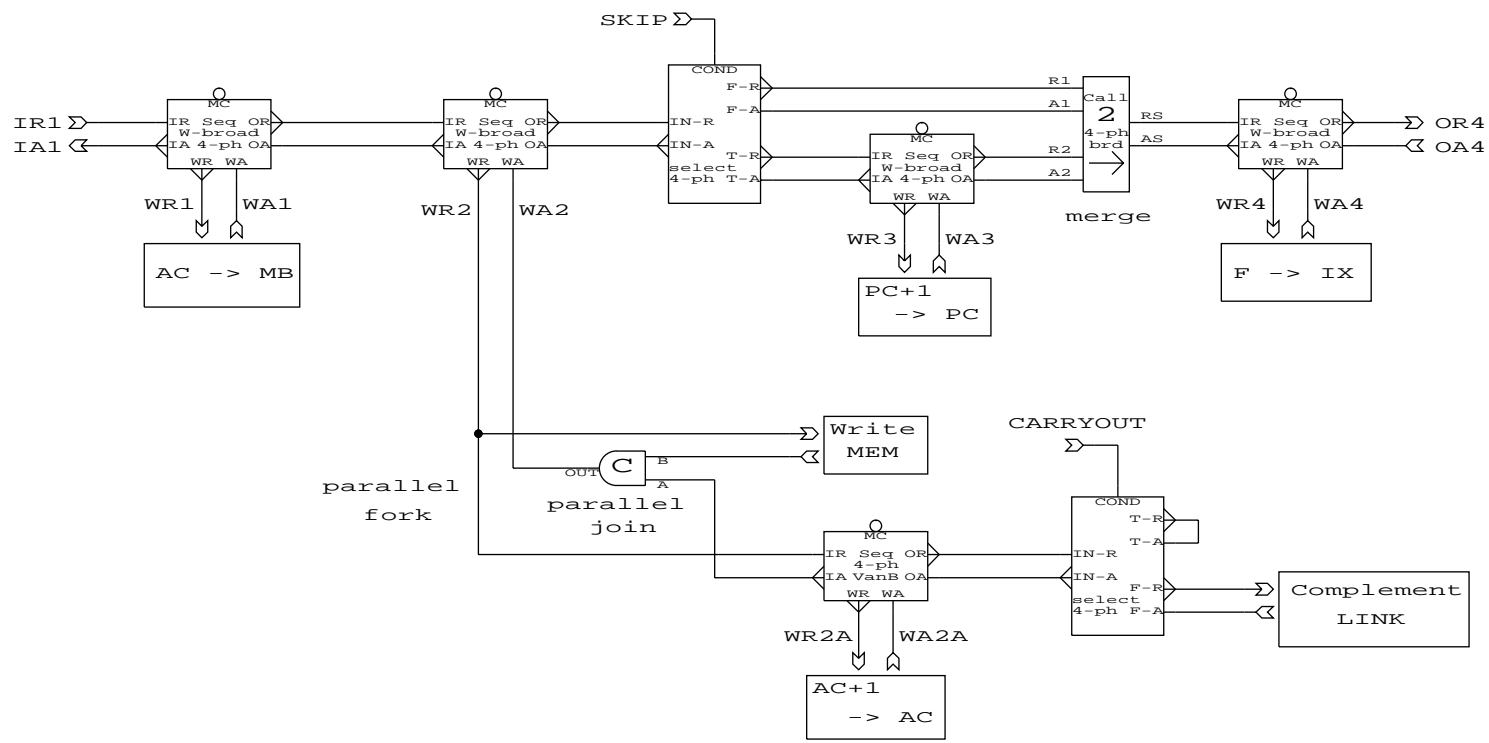 SKIP
COND
F-R
F-A
IN-R
IN-A
T-R
select
4-ph T-A
IR1
IA1
MC
IR Seq OR
W-broad
IA 4-ph OA
WR WA
WR1
WA1
AC -> MB
MC
IR Seq OR
W-broad
IA 4-ph OA
WR WA
WR2
WA2
MC
IR Seq OR
W-broad
IA 4-ph OA
WR WA
WR3
WA3
PC+1
-> PC
R1
A1
R2
A2
Call
2
4-ph
brd
merge
RS
AS
MC
IR Seq OR
W-broad
IA 4-ph OA
WR WA
OR4
OA4
WR4
WA4
F -> IX
parallel
fork
Write
MEM
OUT
C
B
A
parallel
join
MC
IR Seq OR
4-ph
IA VanB OA
WR WA
WR2A
WA2A
AC+1
-> AC
CARRYOUT
COND
T-R
T-A
IN-R
IN-A
F-R
select
4-ph F-A
Complement
LINK